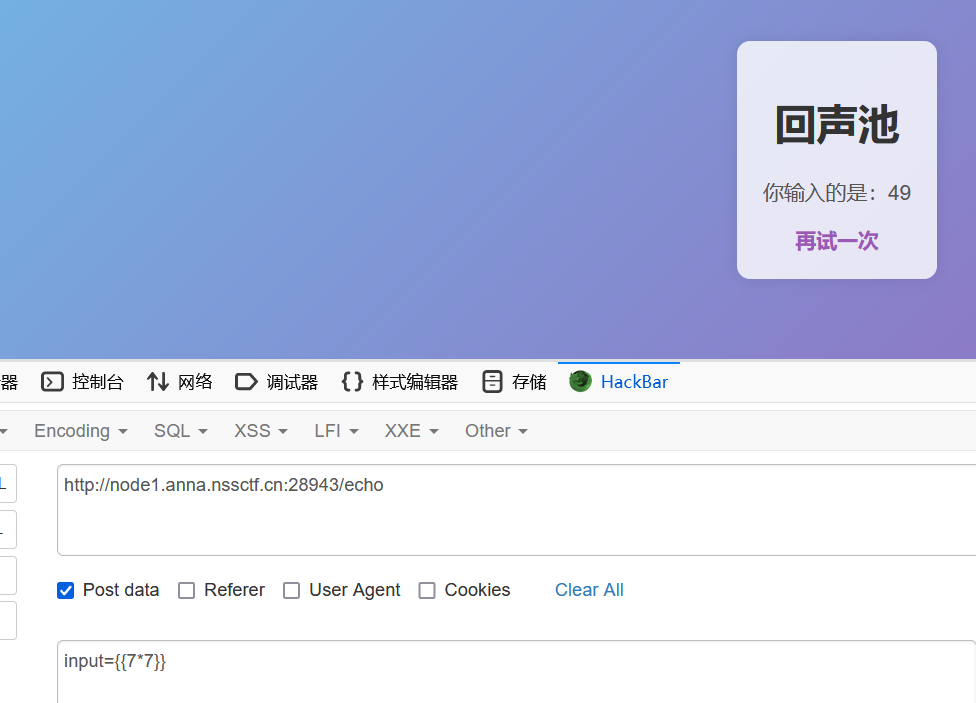 回声池
你输入的是：49
再试一次
器 控制台 网络 调试器 {} 样式编辑器 存储 HackBar
Encoding SQL XSS LFI XXE Other
http://node1.anna.nssctf.cn:28943/echo
Post data Referer User Agent Cookies Clear All
input={{7*7}}